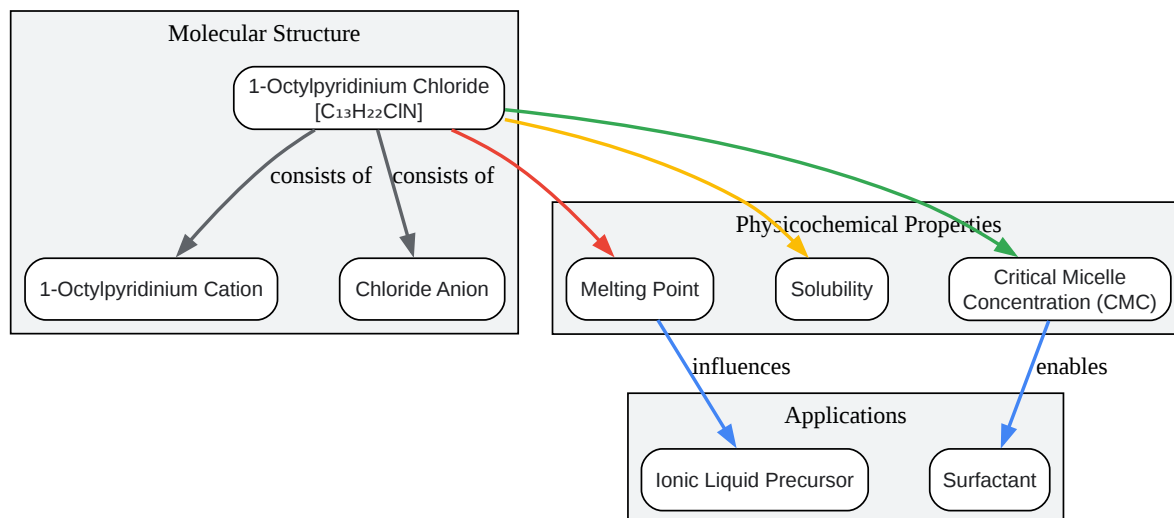 Molecular Structure
1-Octylpyridinium Chloride
[C₁₃H₂₂ClN]
consists of
consists of
1-Octylpyridinium Cation
Chloride Anion
Physicochemical Properties
Melting Point
Solubility
Critical Micelle
Concentration (CMC)
influences
enables
Applications
Ionic Liquid Precursor
Surfactant